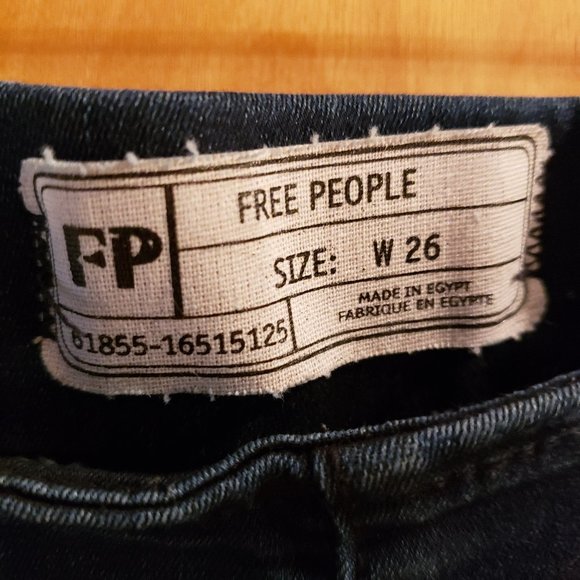 FP
FREE PEOPLE
SIZE: W 26
61855-16515125
MADE IN EGYPT
FABRIQUE EN EGYPTE